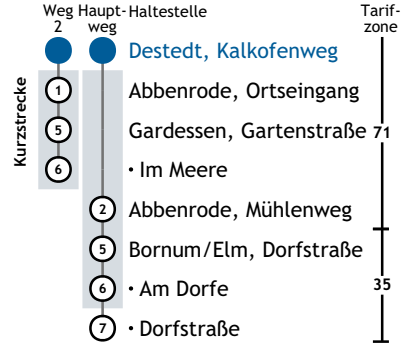 Weg Haupt- Haltestelle Tarif-
2 weg zone
Destedt, Kalkofenweg
Kurzstrecke
1 Abbenrode, Ortseingang
5 Gardessen, Gartenstraße 71
6 · Im Meere
2 Abbenrode, Mühlenweg
5 Bornum/Elm, Dorfstraße
6 · Am Dorfe 35
7 · Dorfstraße